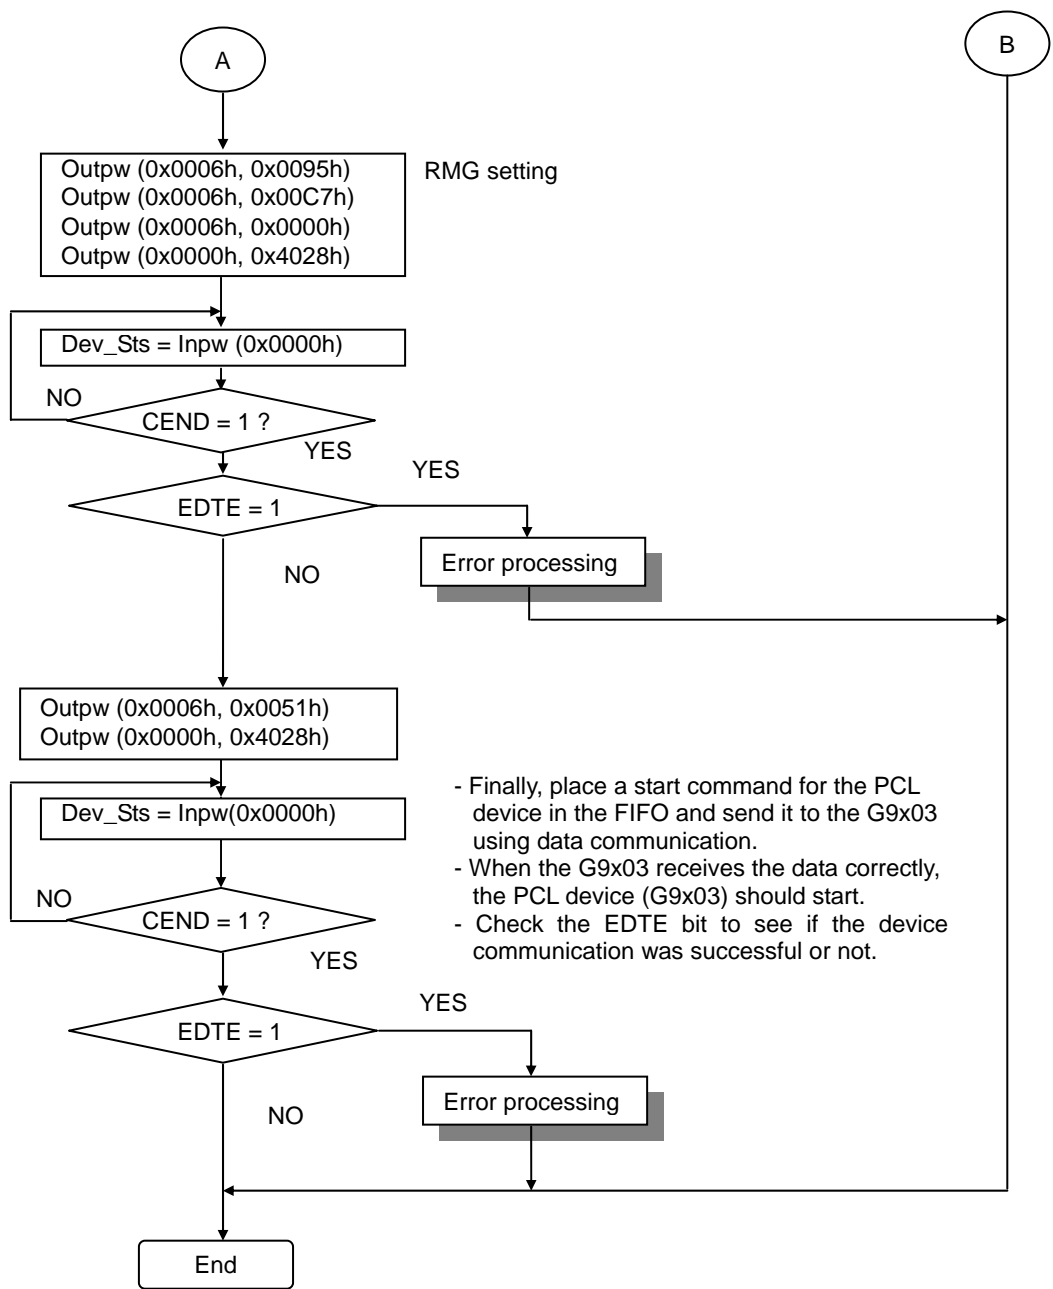 A
B
Outpw (0x0006h, 0x0095h)
Outpw (0x0006h, 0x00C7h)
Outpw (0x0006h, 0x0000h)
Outpw (0x0000h, 0x4028h)
RMG setting
Dev_Sts = Inpw (0x0000h)
NO
CEND = 1 ?
YES
YES
EDTE = 1
Error processing
NO
Outpw (0x0006h, 0x0051h)
Outpw (0x0000h, 0x4028h)
Dev_Sts = Inpw(0x0000h)
- Finally, place a start command for the PCL
device in the FIFO and send it to the G9x03
using data communication.
- When the G9x03 receives the data correctly,
the PCL device (G9x03) should start.
- Check the EDTE bit to see if the device
communication was successful or not.
NO
CEND = 1 ?
YES
YES
EDTE = 1
Error processing
NO
End